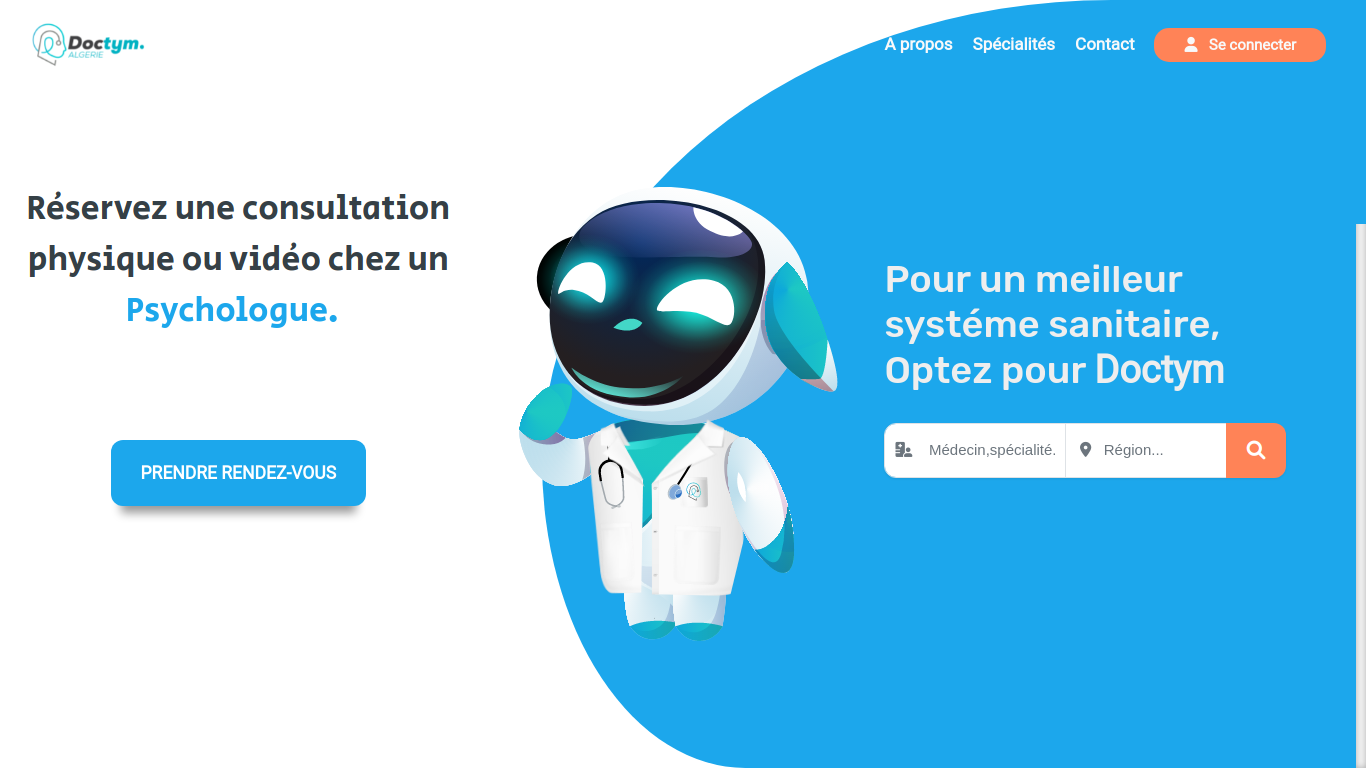 Doctym.
ALGERIE
A propos
Spécialités
Contact
Se connecter
Réservez une consultation
physique ou vidéo chez un
Psychologue.
PRENDRE RENDEZ-VOUS
Pour un meilleur
systéme sanitaire,
Optez pour Doctym
Médecin,spécialité.
Région...